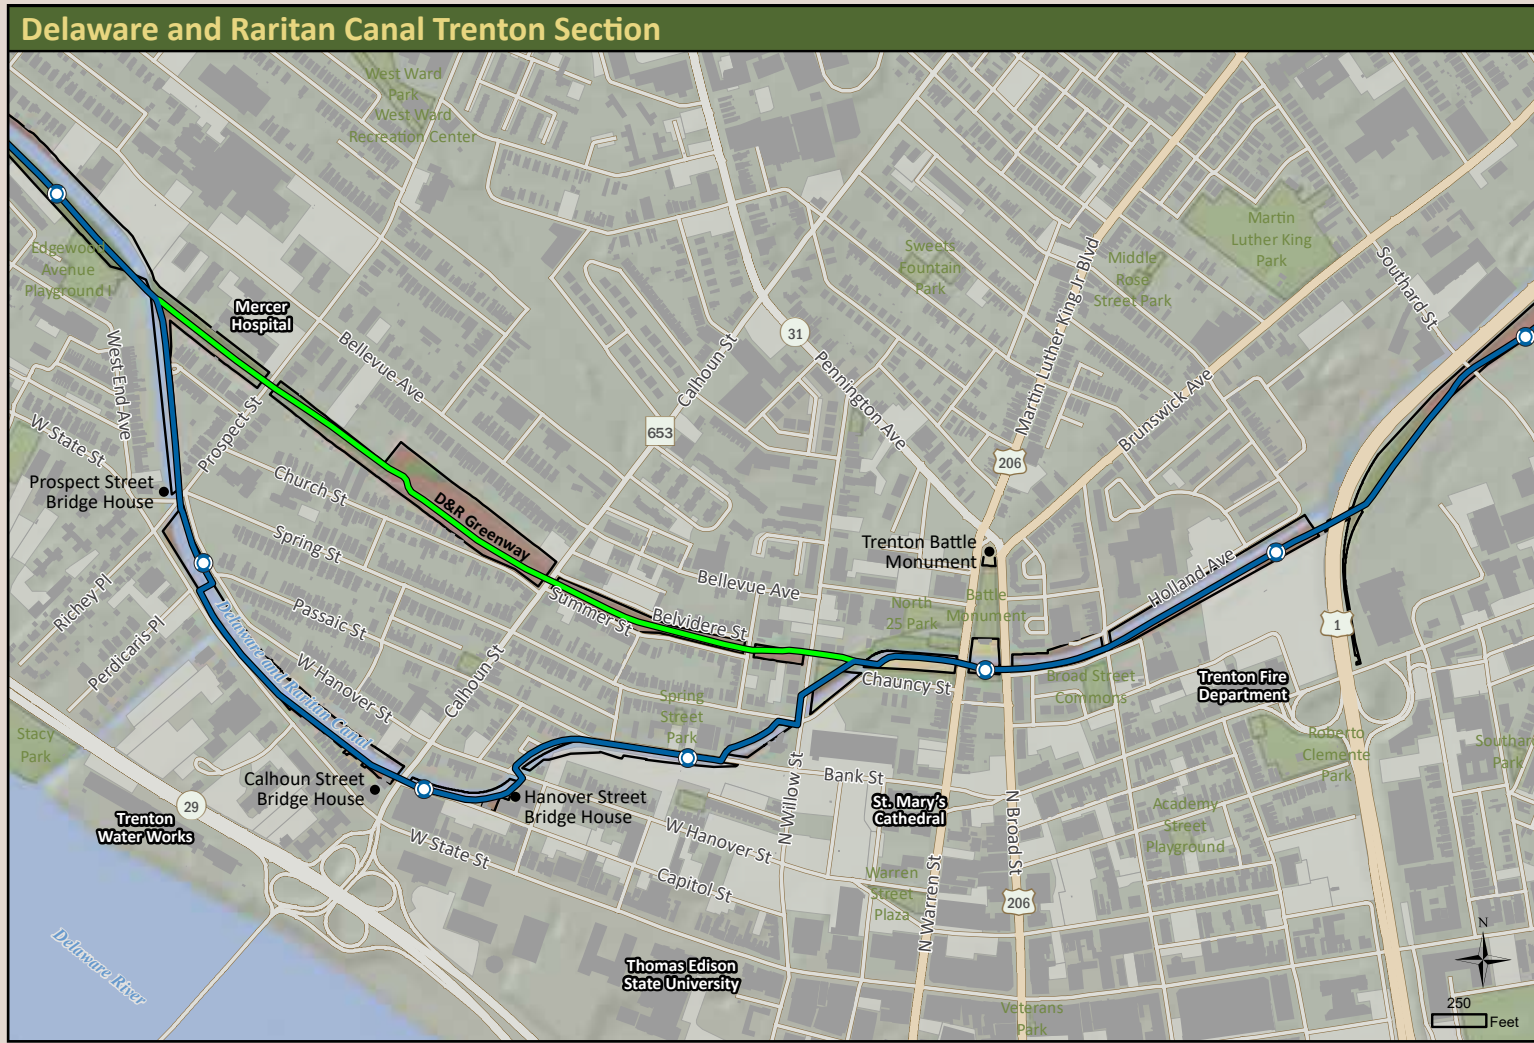 Delaware and Raritan Canal Trenton Section
West Ward
Park
West Ward
Recreation Center
Edgewood
Avenue
Playground I
Mercer
Hospital
Sweets
Fountain
Park
Martin
Luther King
Park
Middle
Rose
Street Park
Southard St
Martin Luther King Jr Blvd
31
Pennington Ave
Calhoun St
653
Bellevue Ave
West End Ave
Prospect St
W State St
Brunswick Ave
206
Prospect Street
Bridge House
Church St
D&R Greenway
Spring St
Trenton Battle
Monument
Bellevue Ave
Holland Ave
Battle
Monument
North
25 Park
Summer St
Belvidere St
Richey Pl
Perdicaris Pl
Passaic St
Delaware and Raritan Canal
W Hanover St
Calhoun St
Chauncy St
Spring
Street
Park
Broad Street
Commons
Trenton Fire
Department
1
Stacy
Park
Roberto
Clemente
Park
Southard
Park
Calhoun Street
Bridge House
Hanover Street
Bridge House
Bank St
St. Mary's
Cathedral
N Willow St
N Broad St
Academy
Street
Playground
29
Trenton
Water Works
W State St
W Hanover St
Capitol St
Warren
Street
Plaza
N Warren St
206
Delaware River
Thomas Edison
State University
Veterans
Park
N
250
Feet